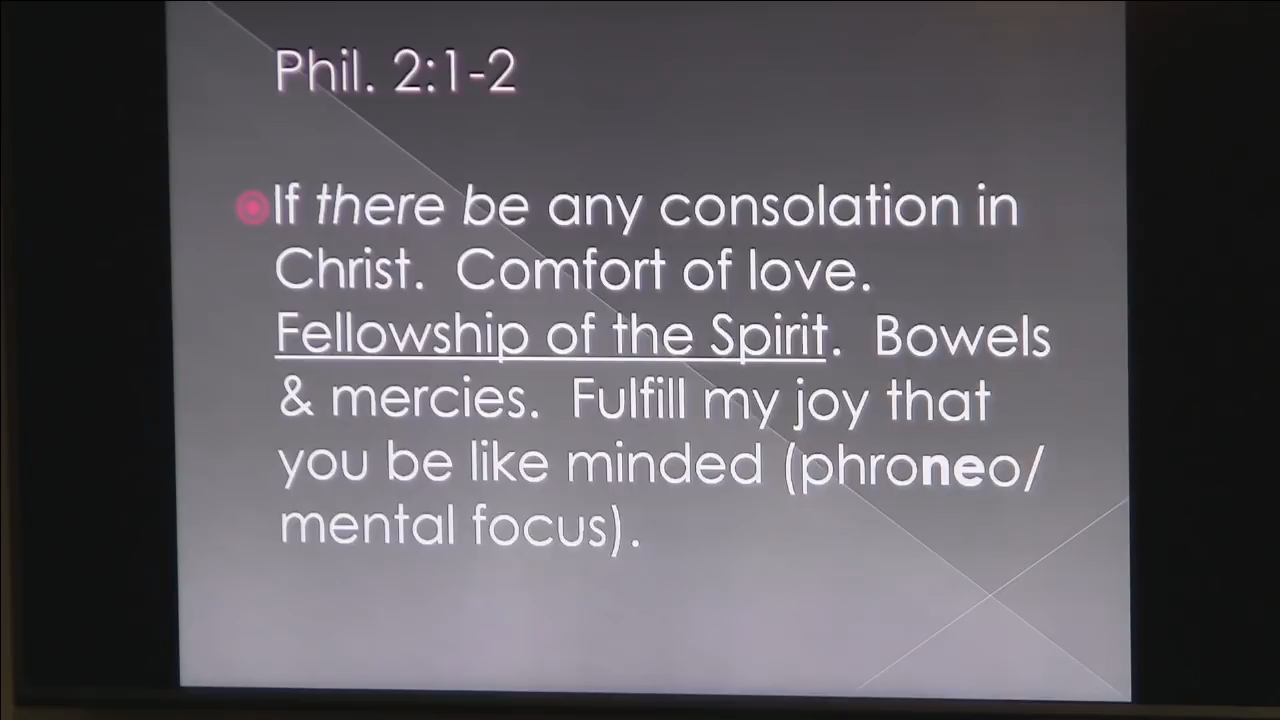 Phil. 2:1-2
If there be any consolation in
Christ. Comfort of love.
Fellowship of the Spirit. Bowels
& mercies. Fulfill my joy that
you be like minded (phroneo/
mental focus).